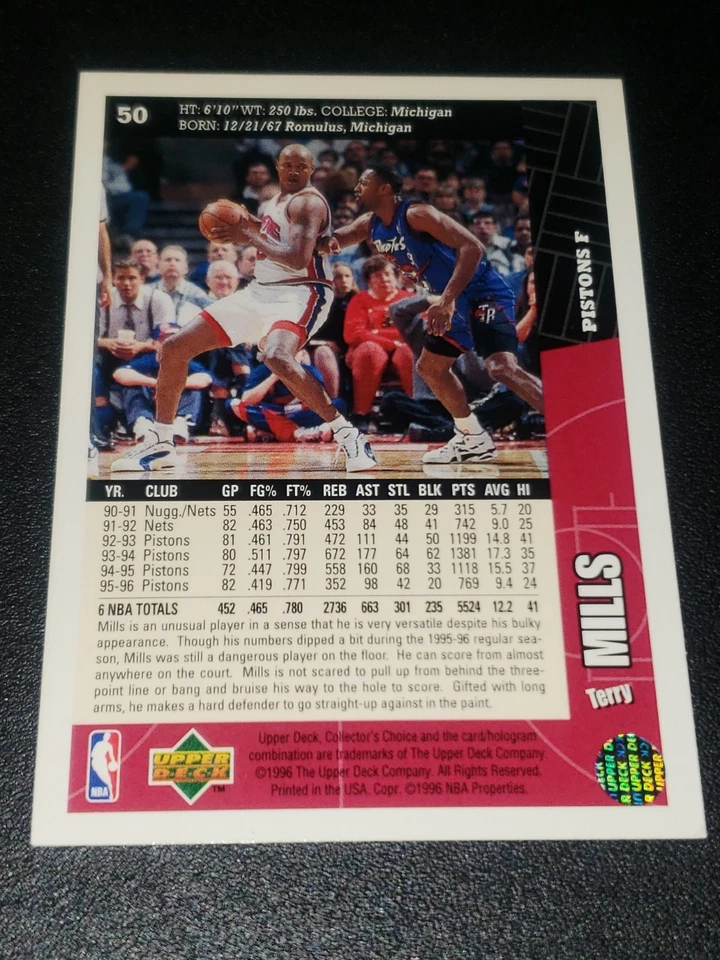 50
HT: 6'10" WT: 250 lbs. COLLEGE: Michigan
BORN: 12/21/67 Romulus, Michigan
PISTONS F
YR. CLUB GP FG% FT% REB AST STL BLK PTS AVG HI
90-91 Nugg./Nets 55 .465 .712 229 33 35 29 315 5.7 20
91-92 Nets 82 .463 .750 453 84 48 41 742 9.0 25
92-93 Pistons 81 .461 .791 472 111 44 50 1199 14.8 41
93-94 Pistons 80 .511 .797 672 177 64 62 1381 17.3 35
94-95 Pistons 72 .447 .799 558 160 68 33 1118 15.5 37
95-96 Pistons 82 .419 .771 352 98 42 20 769 9.4 24
6 NBA TOTALS 452 .465 .780 2736 663 301 235 5524 12.2 41
Mills is an unusual player in a sense that he is very versatile despite his bulky
appearance. Though his numbers dipped a bit during the 1995-96 regular sea-
son, Mills was still a dangerous player on the floor. He can score from almost
anywhere on the court. Mills is not scared to pull up from behind the three-
point line or bang and bruise his way to the hole to score. Gifted with long
arms, he makes a hard defender to go straight-up against in the paint.
Terry MILLS
NBA
UPPER
DECK
TM
Upper Deck, Collector's Choice and the card/hologram
combination are trademarks of The Upper Deck Company.
©1996 The Upper Deck Company. All Rights Reserved.
Printed in the USA. Copr. ©1996 NBA Properties.